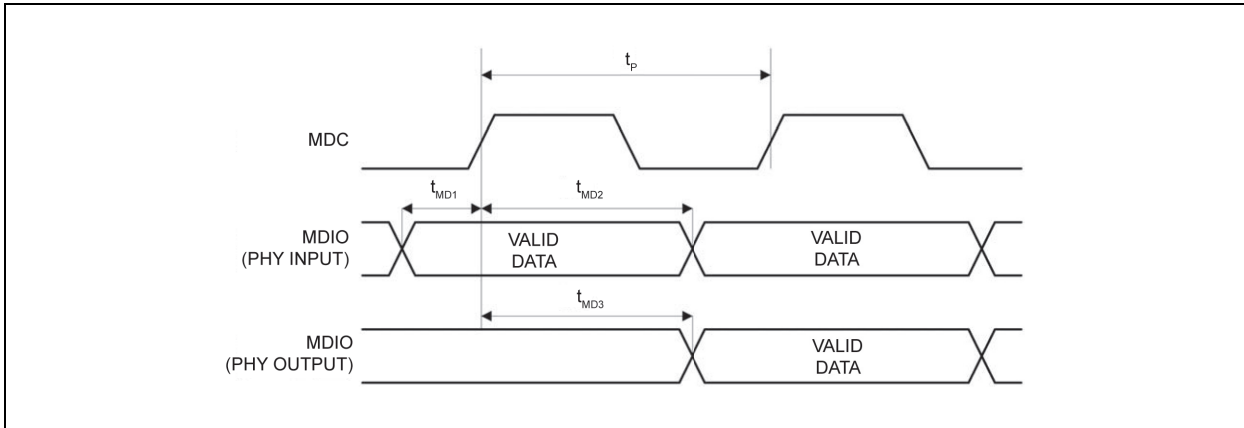 tP
MDC
tMD1
tMD2
MDIO
(PHY INPUT)
VALID
DATA
VALID
DATA
tMD3
MDIO
(PHY OUTPUT)
VALID
DATA